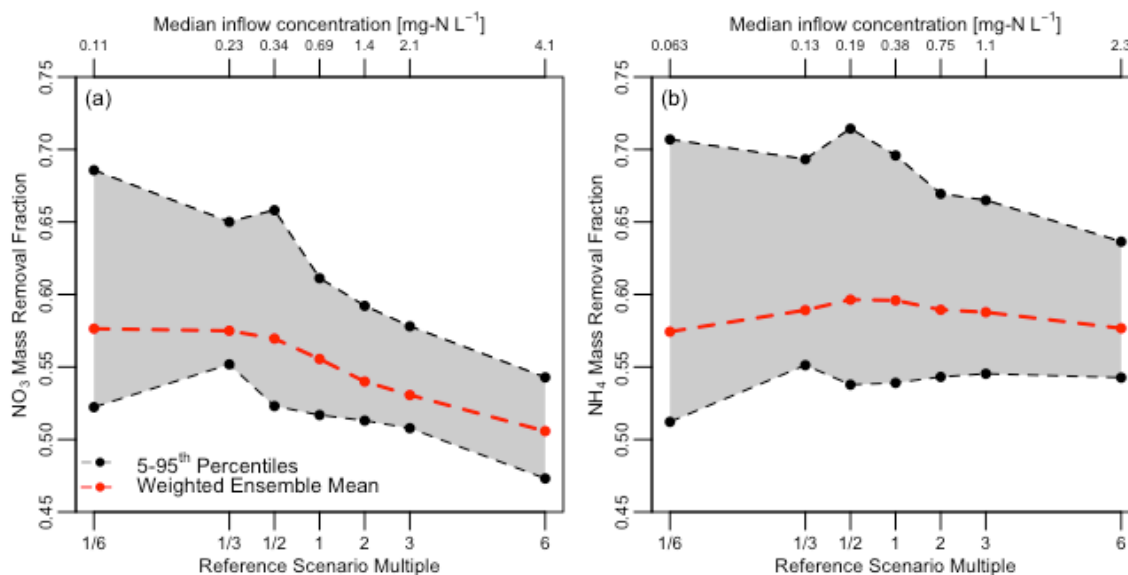 Median inflow concentration [mg-N L⁻¹]
0.11 0.23 0.34 0.69 1.4 2.1 4.1
(a)
NO₃ Mass Removal Fraction
0.75
0.70
0.65
0.60
0.55
0.50
0.45
5-95ᵗʰ Percentiles
Weighted Ensemble Mean
1/6 1/3 1/2 1 2 3 6
Reference Scenario Multiple
Median inflow concentration [mg-N L⁻¹]
0.063 0.13 0.19 0.38 0.75 1.1 2.3
(b)
NH₄ Mass Removal Fraction
0.75
0.70
0.65
0.60
0.55
0.50
0.45
1/6 1/3 1/2 1 2 3 6
Reference Scenario Multiple